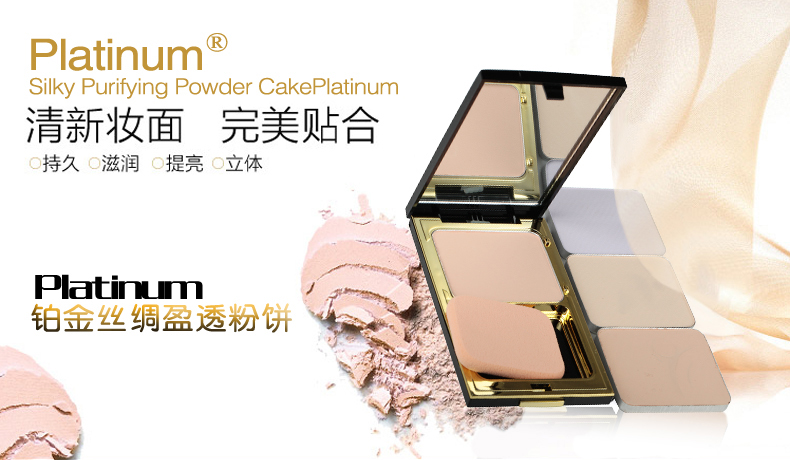 Platinum®
Silky Purifying Powder CakePlatinum
清新妆面 完美贴合
○持久 ○滋润 ○提亮 ○立体
Platinum
铂金丝绸盈透粉饼